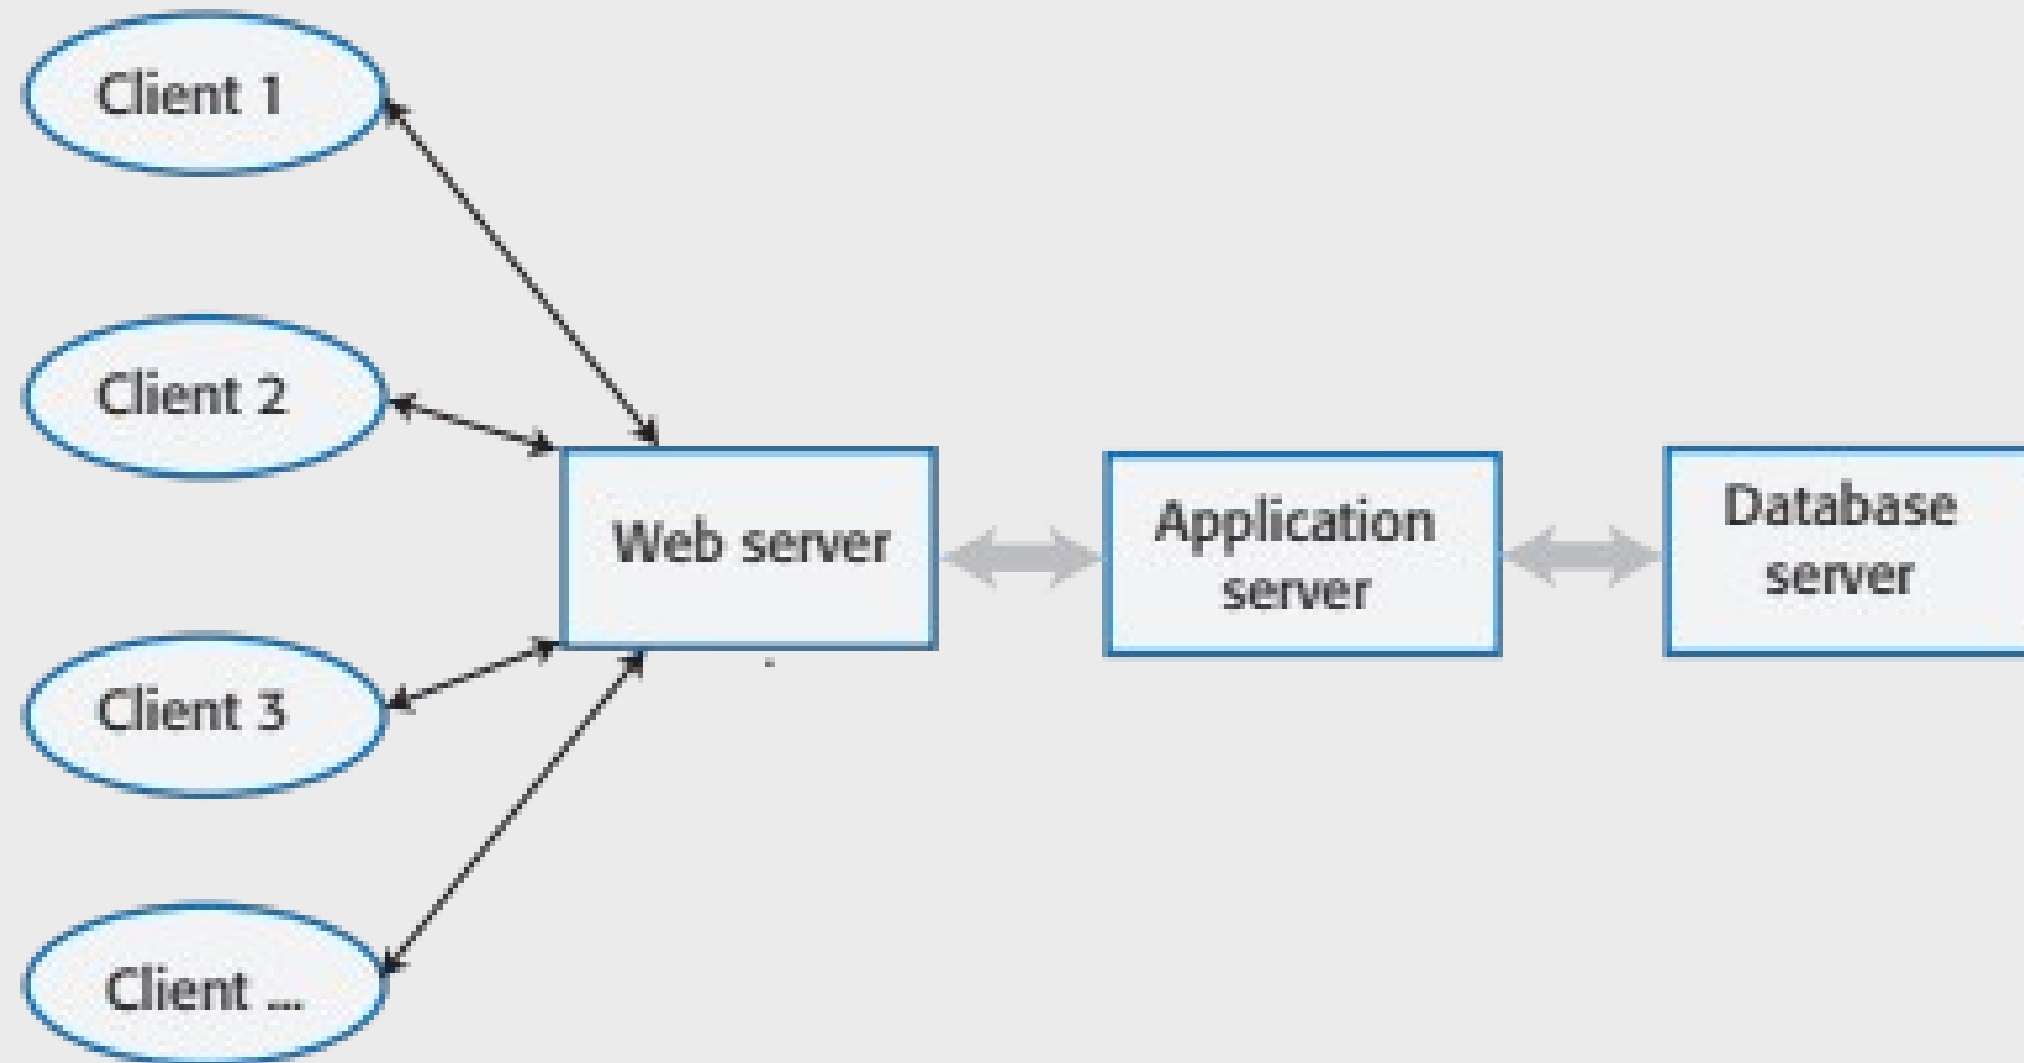 Client 1
Client 2
Client 3
Client ...
Web server
Application
server
Database
server